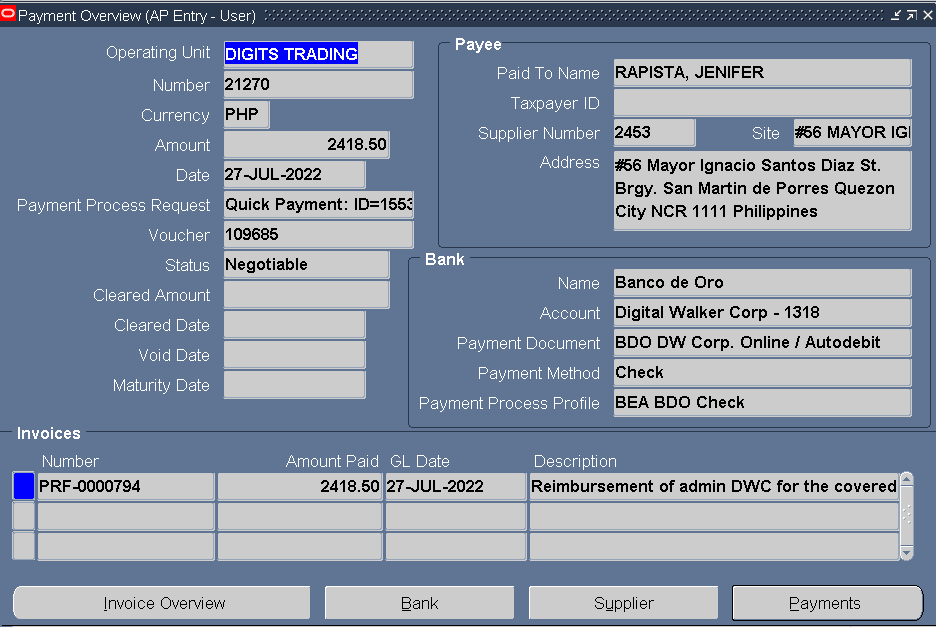 Payment Overview (AP Entry - User)
Operating Unit DIGITS TRADING
Number 21270
Currency PHP
Amount 2418.50
Date 27-JUL-2022
Payment Process Request Quick Payment: ID=1553
Voucher 109685
Status Negotiable
Cleared Amount
Cleared Date
Void Date
Maturity Date
Payee
Paid To Name RAPISTA, JENIFER
Taxpayer ID
Supplier Number 2453 Site #56 MAYOR IGI
Address #56 Mayor Ignacio Santos Diaz St.
Brgy. San Martin de Porres Quezon
City NCR 1111 Philippines
Bank
Name Banco de Oro
Account Digital Walker Corp - 1318
Payment Document BDO DW Corp. Online / Autodebit
Payment Method Check
Payment Process Profile BEA BDO Check
Invoices
Number Amount Paid GL Date Description
PRF-0000794 2418.50 27-JUL-2022 Reimbursement of admin DWC for the covered
Invoice Overview Bank Supplier Payments